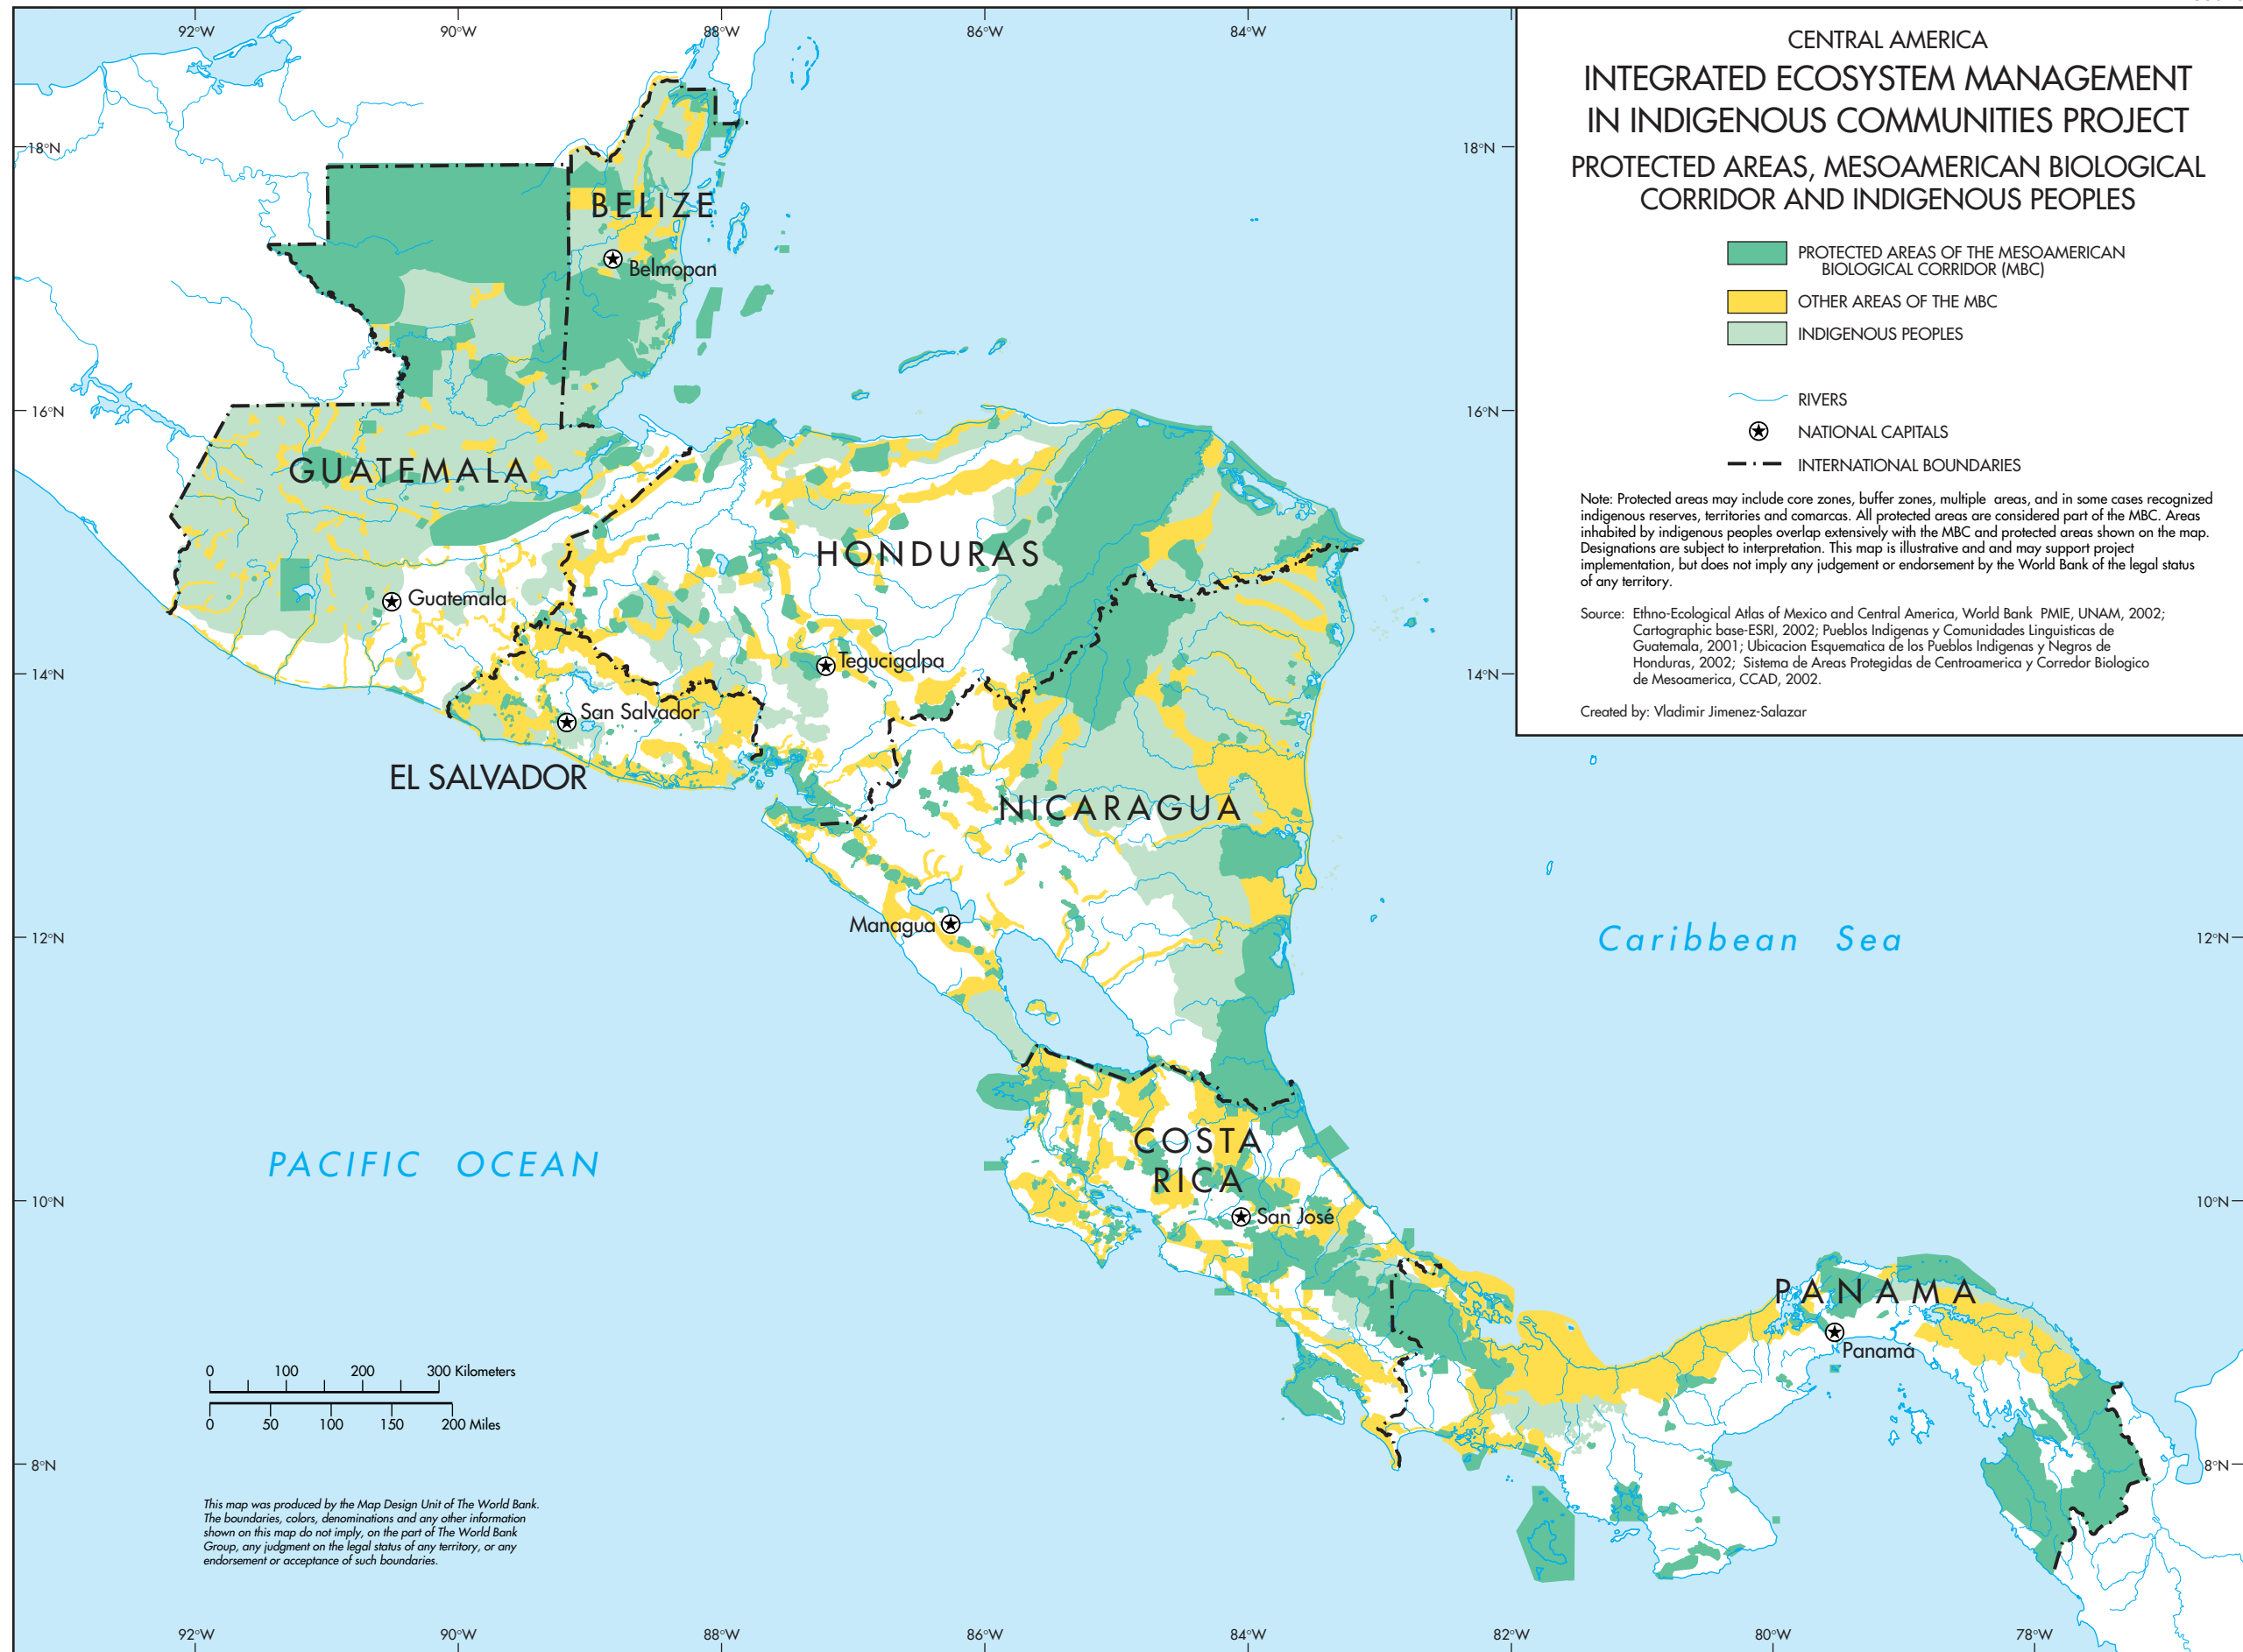 92°W
90°W
88°W
86°W
84°W
CENTRAL AMERICA
INTEGRATED ECOSYSTEM MANAGEMENT
IN INDIGENOUS COMMUNITIES PROJECT
PROTECTED AREAS, MESOAMERICAN BIOLOGICAL
CORRIDOR AND INDIGENOUS PEOPLES
PROTECTED AREAS OF THE MESOAMERICAN
BIOLOGICAL CORRIDOR (MBC)
OTHER AREAS OF THE MBC
INDIGENOUS PEOPLES
RIVERS
NATIONAL CAPITALS
INTERNATIONAL BOUNDARIES
Note: Protected areas may include core zones, buffer zones, multiple areas, and in some cases recognized
indigenous reserves, territories and comarcas. All protected areas are considered part of the MBC. Areas
inhabited by indigenous peoples overlap extensively with the MBC and protected areas shown on the map.
Designations are subject to interpretation. This map is illustrative and and may support project
implementation, but does not imply any judgement or endorsement by the World Bank of the legal status
of any territory.
Source: Ethno-Ecological Atlas of Mexico and Central America, World Bank PMIE, UNAM, 2002;
Cartographic base-ESRI, 2002; Pueblos Indigenas y Comunidades Linguisticas de
Guatemala, 2001; Ubicacion Esquematica de los Pueblos Indigenas y Negros de
Honduras, 2002; Sistema de Areas Protegidas de Centroamerica y Corredor Biologico
de Mesoamerica, CCAD, 2002.
Created by: Vladimir Jimenez-Salazar
18°N
18°N
BELIZE
Belmopan
16°N
16°N
GUATEMALA
HONDURAS
Guatemala
Tegucigalpa
14°N
14°N
San Salvador
EL SALVADOR
NICARAGUA
Managua
12°N
Caribbean Sea
12°N
COSTA
RICA
PACIFIC OCEAN
10°N
San José
10°N
PANAMA
Panamá
0 100 200 300 Kilometers
0 50 100 150 200 Miles
8°N
8°N
This map was produced by the Map Design Unit of The World Bank.
The boundaries, colors, denominations and any other information
shown on this map do not imply, on the part of The World Bank
Group, any judgment on the legal status of any territory, or any
endorsement or acceptance of such boundaries.
92°W
90°W
88°W
86°W
84°W
82°W
80°W
78°W